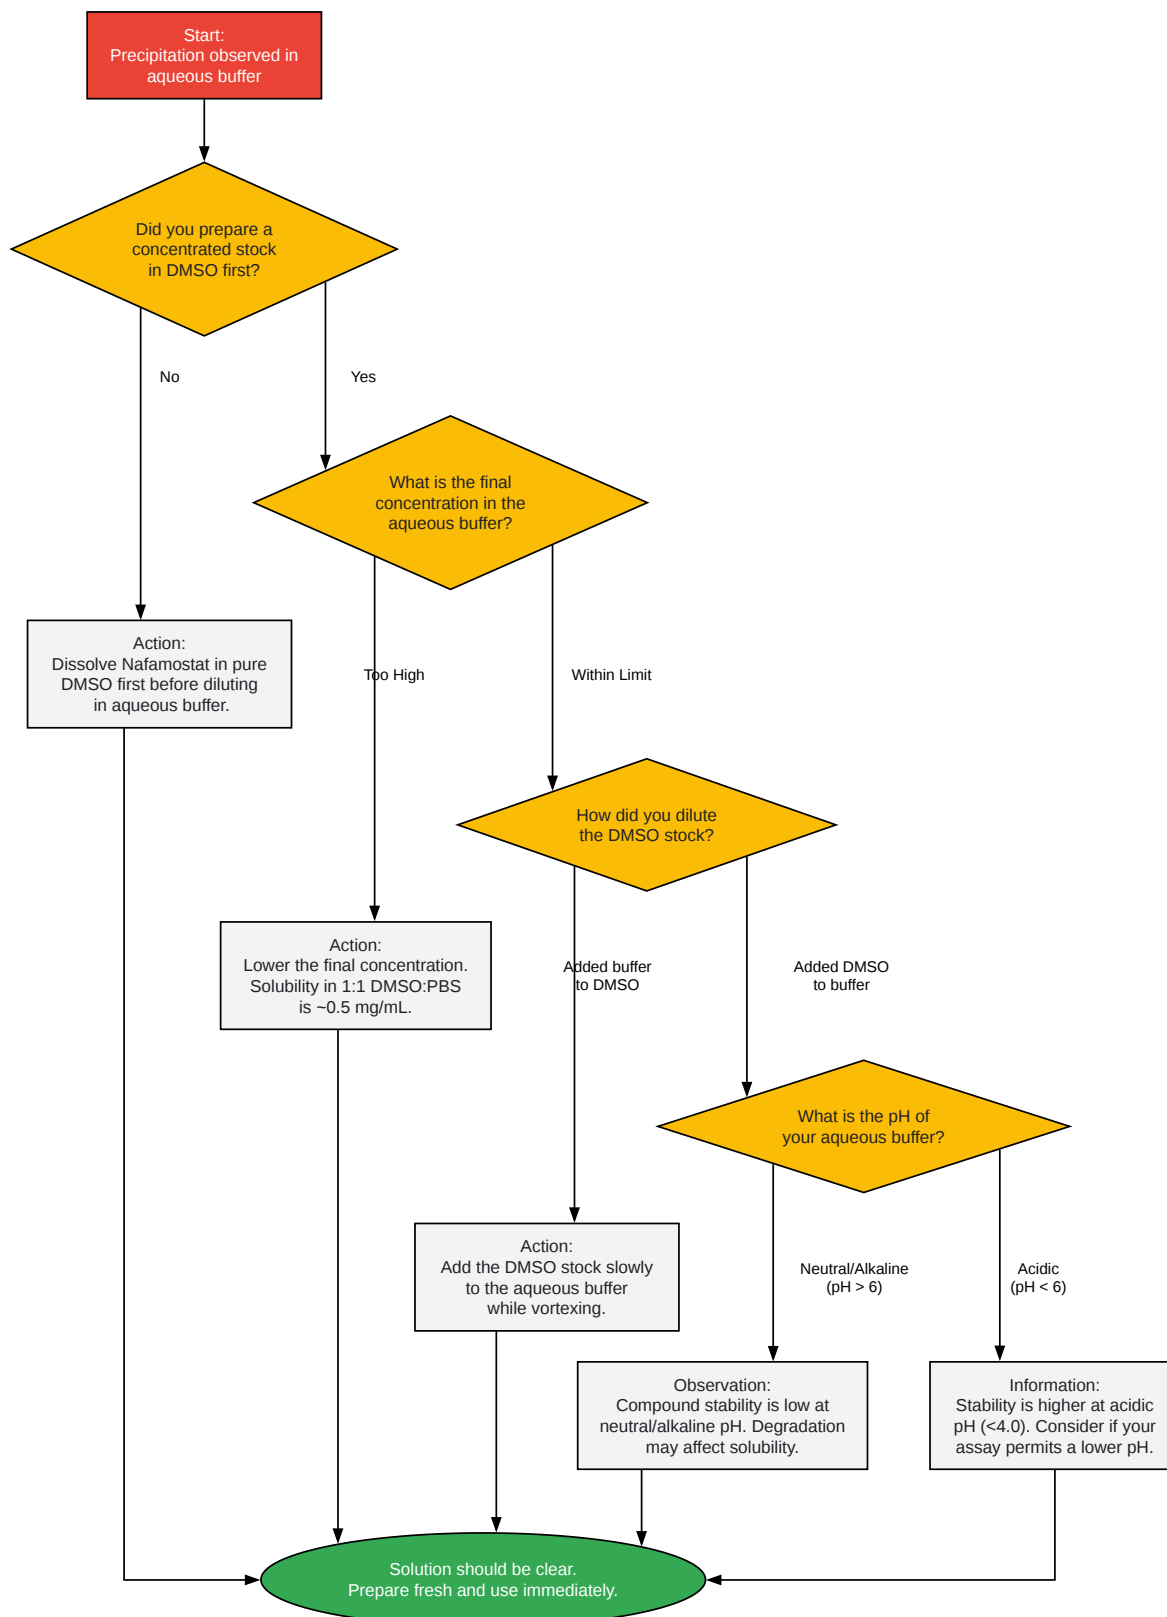 Start:
Precipitation observed in
aqueous buffer
Did you prepare a
concentrated stock
in DMSO first?
No
Yes
What is the final
concentration in the
aqueous buffer?
Action:
Dissolve Nafamostat in pure
DMSO first before diluting
in aqueous buffer.
Too High
Within Limit
How did you dilute
the DMSO stock?
Action:
Lower the final concentration.
Solubility in 1:1 DMSO:PBS
is ~0.5 mg/mL.
Added buffer
to DMSO
Added DMSO
to buffer
What is the pH of
your aqueous buffer?
Action:
Add the DMSO stock slowly
to the aqueous buffer
while vortexing.
Neutral/Alkaline
(pH > 6)
Acidic
(pH < 6)
Observation:
Compound stability is low at
neutral/alkaline pH. Degradation
may affect solubility.
Information:
Stability is higher at acidic
pH (<4.0). Consider if your
assay permits a lower pH.
Solution should be clear.
Prepare fresh and use immediately.